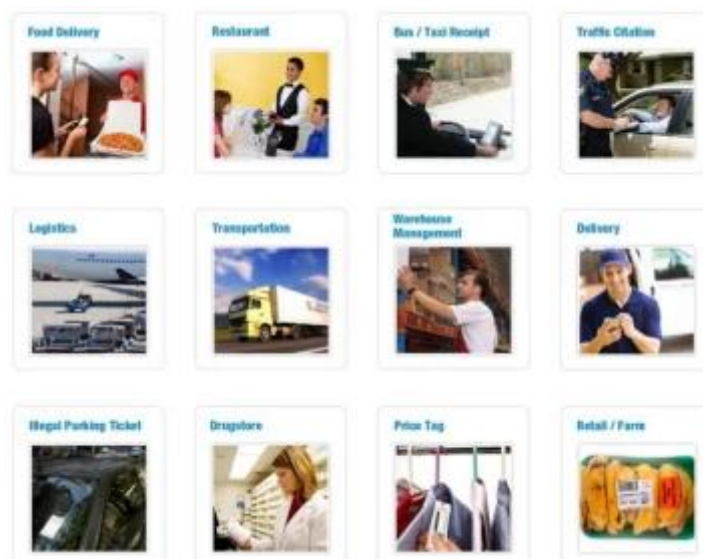 Food Delivery
Restaurant
Bus / Taxi Receipt
Traffic Citation
Logistics
Transportation
Warehouse
Management
Delivery
Illegal Parking Ticket
Drugstore
Price Tag
Retail / Farm